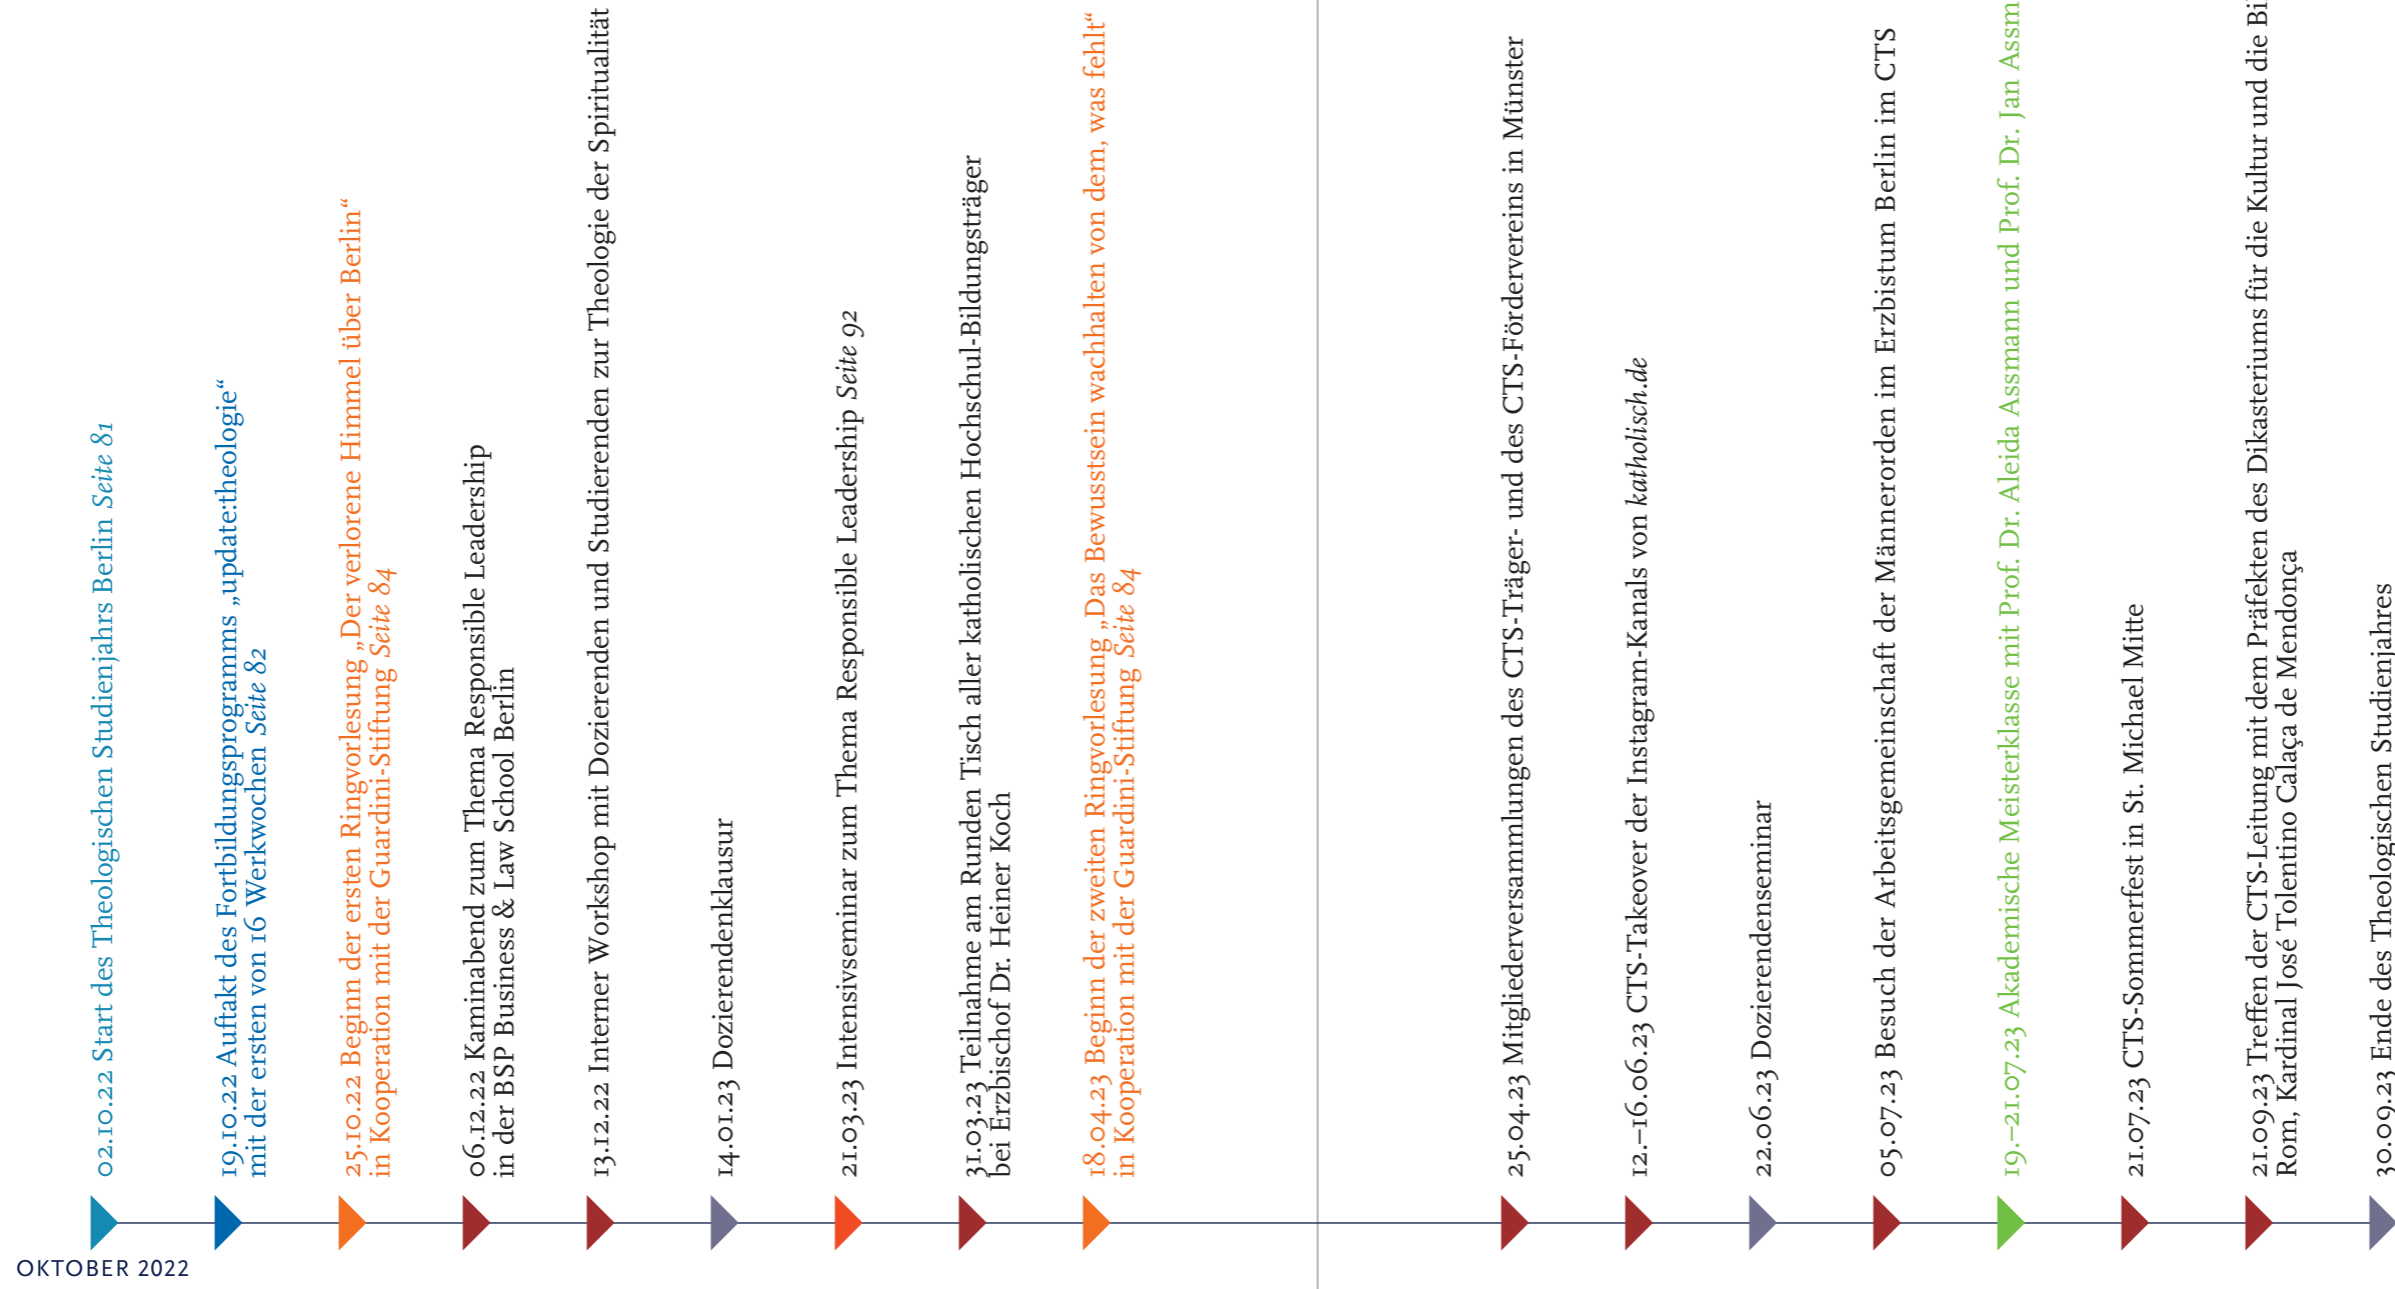 02.10.22 Start des Theologischen Studienjahrs Berlin Seite 81
19.10.22 Auftakt des Fortbildungsprogramms „update:theologie“
mit der ersten von 16 Werkwochen Seite 82
25.10.22 Beginn der ersten Ringvorlesung „Der verlorene Himmel über Berlin“
in Kooperation mit der Guardini-Stiftung Seite 84
06.12.22 Kaminabend zum Thema Responsible Leadership
in der BSP Business & Law School Berlin
13.12.22 Interner Workshop mit Dozierenden und Studierenden zur Theologie der Spiritualität
14.01.23 Dozierendenklausur
21.03.23 Intensivseminar zum Thema Responsible Leadership Seite 92
31.03.23 Teilnahme am Runden Tisch aller katholischen Hochschul-Bildungsträger
bei Erzbischof Dr. Heiner Koch
18.04.23 Beginn der zweiten Ringvorlesung „Das Bewusstsein wachhalten von dem, was fehlt“
in Kooperation mit der Guardini-Stiftung Seite 84
25.04.23 Mitgliederversammlungen des CTS-Träger- und des CTS-Fördervereins in Münster
12.–16.06.23 CTS-Takeover der Instagram-Kanals von katholisch.de
22.06.23 Dozierendenseminar
05.07.23 Besuch der Arbeitsgemeinschaft der Männerorden im Erzbistum Berlin im CTS
19.–21.07.23 Akademische Meisterklasse mit Prof. Dr. Aleida Assmann und Prof. Dr. Jan Assm
21.07.23 CTS-Sommerfest in St. Michael Mitte
21.09.23 Treffen der CTS-Leitung mit dem Präfekten des Dikasteriums für die Kultur und die Bi
Rom, Kardinal José Tolentino Calaça de Mendonça
30.09.23 Ende des Theologischen Studienjahres
OKTOBER 2022